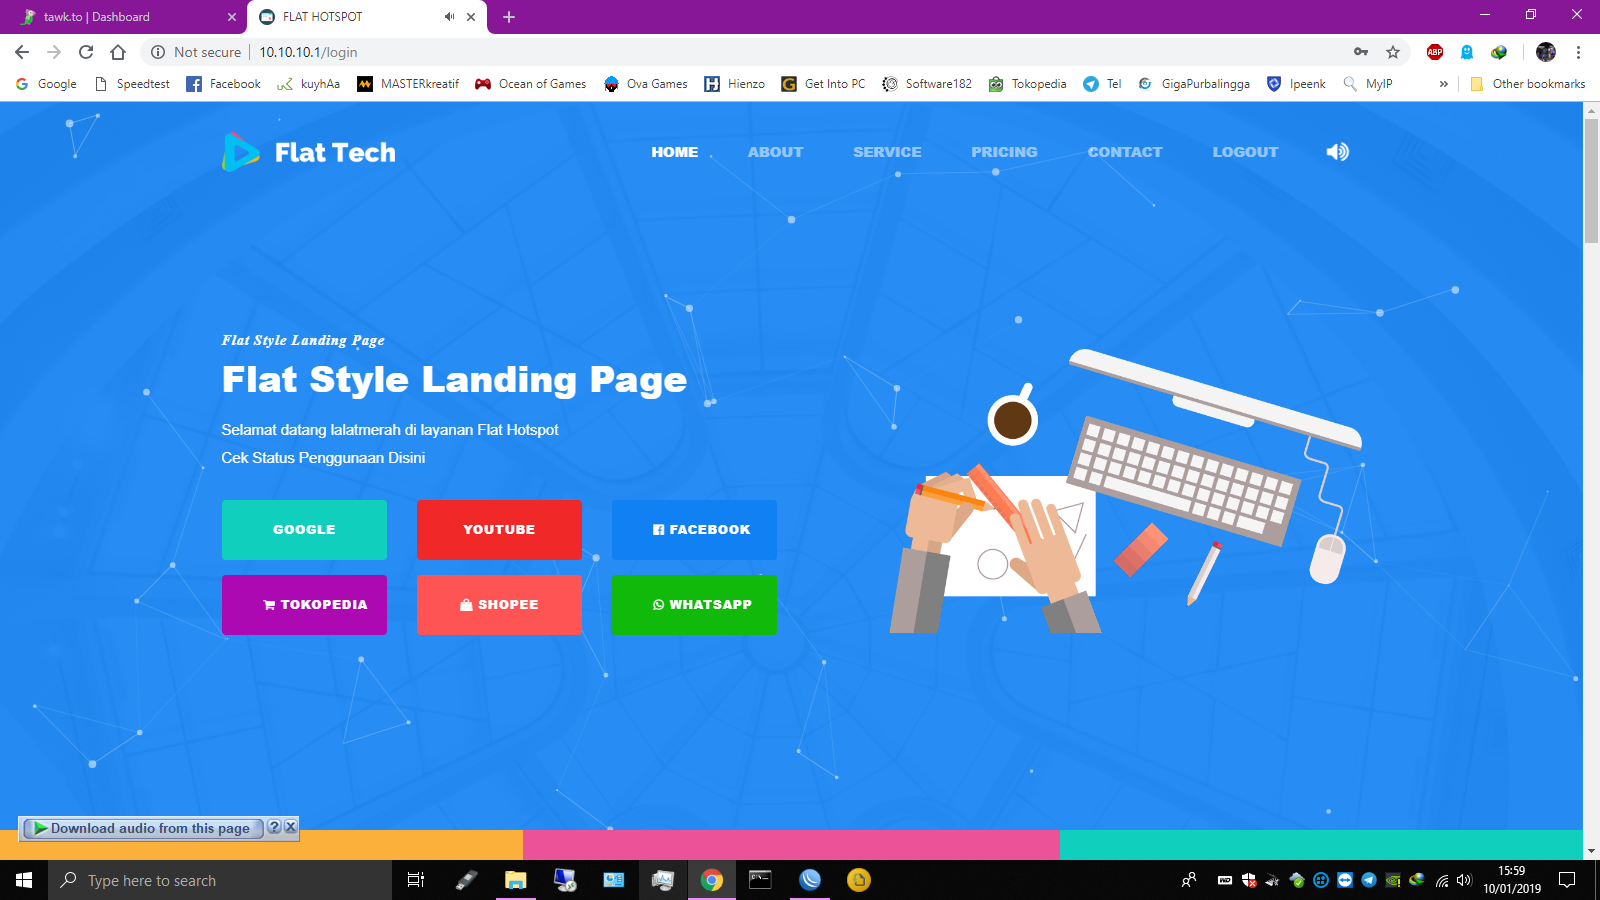 tawk.to | Dashboard
FLAT HOTSPOT
Not secure
10.10.10.1/login
ABP
Google
Speedtest
Facebook
kuyhAa
MASTERkreatif
Ocean of Games
Ova Games
Hienzo
Get Into PC
Software182
Tokopedia
Tel
GigaPurbalingga
Ipeenk
MyIP
»
Other bookmarks
Flat Tech
HOME
ABOUT
SERVICE
PRICING
CONTACT
LOGOUT
Flat Style Landing Page
Flat Style Landing Page
Selamat datang lalatmerah di layanan Flat Hotspot
Cek Status Penggunaan Disini
GOOGLE
YOUTUBE
FACEBOOK
TOKOPEDIA
SHOPEE
WHATSAPP
Download audio from this page
Type here to search
15:59
10/01/2019